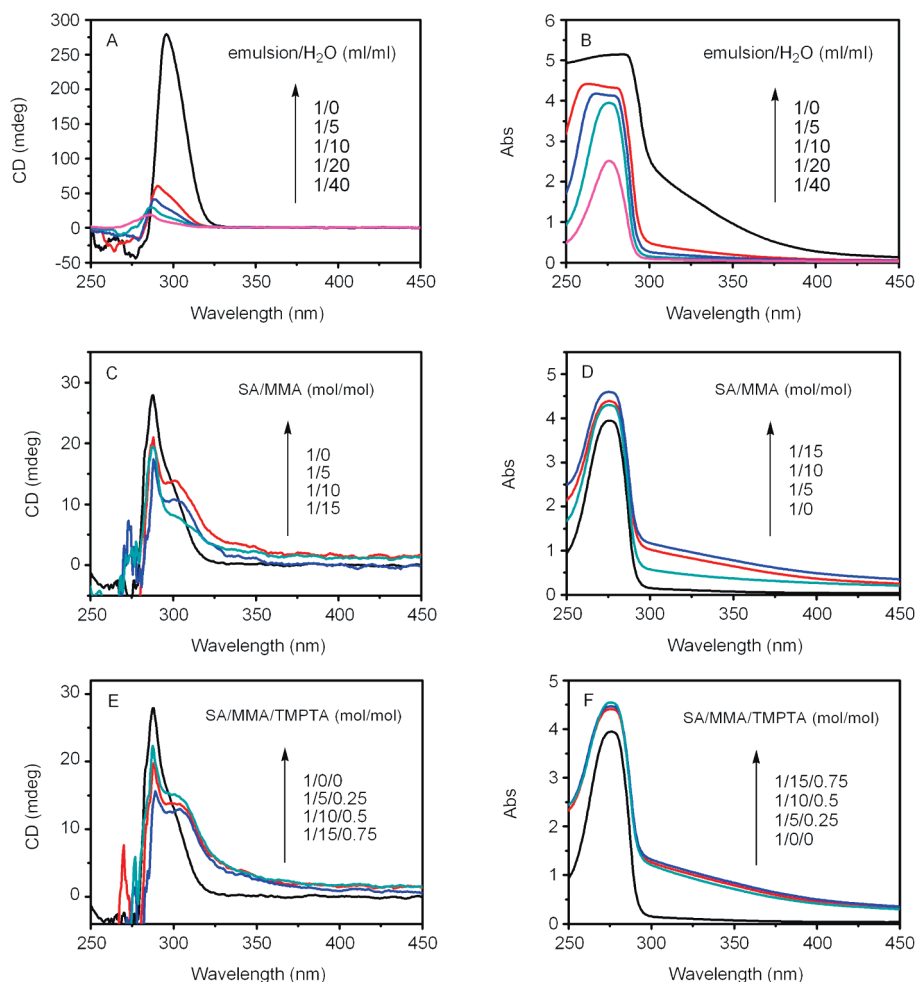 A
emulsion/H₂O (ml/ml)
1/0
1/5
1/10
1/20
1/40
300
250
200
150
100
50
0
-50
CD (mdeg)
250 300 350 400 450
Wavelength (nm)
B
emulsion/H₂O (ml/ml)
1/0
1/5
1/10
1/20
1/40
6
5
4
3
2
1
0
Abs
250 300 350 400 450
Wavelength (nm)
C
SA/MMA (mol/mol)
1/0
1/5
1/10
1/15
30
20
10
0
CD (mdeg)
250 300 350 400 450
Wavelength (nm)
D
SA/MMA (mol/mol)
1/15
1/10
1/5
1/0
5
4
3
2
1
0
Abs
250 300 350 400 450
Wavelength (nm)
E
SA/MMA/TMPTA (mol/mol)
1/0/0
1/5/0.25
1/10/0.5
1/15/0.75
30
20
10
0
CD (mdeg)
250 300 350 400 450
Wavelength (nm)
F
SA/MMA/TMPTA (mol/mol)
1/15/0.75
1/10/0.5
1/5/0.25
1/0/0
5
4
3
2
1
0
Abs
250 300 350 400 450
Wavelength (nm)